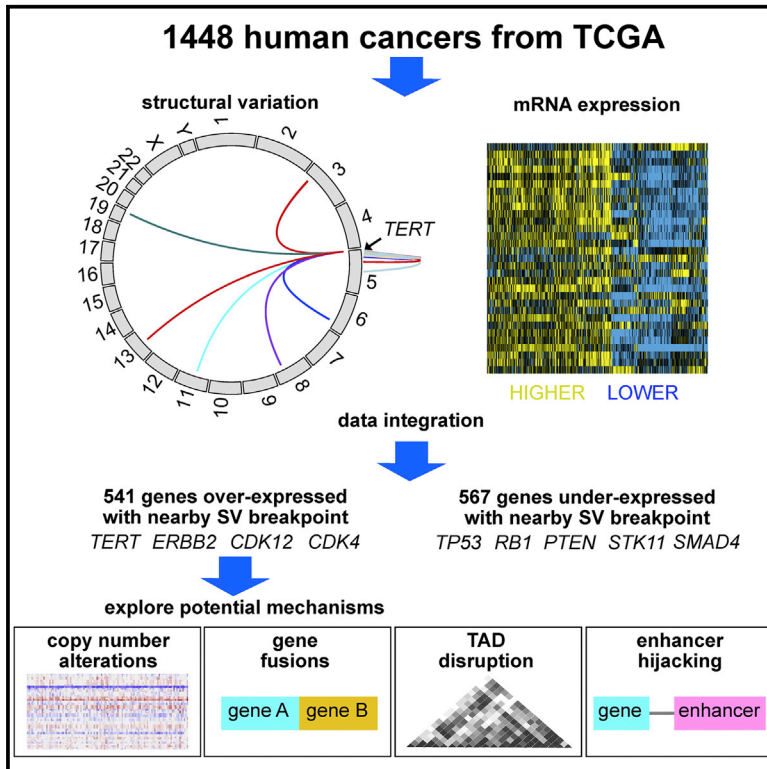 1448 human cancers from TCGA
structural variation
mRNA expression
1
2
3
4
5
6
7
8
9
10
11
12
13
14
15
16
17
18
19
20
21
22
X
Y
TERT
HIGHER LOWER
data integration
541 genes over-expressed
with nearby SV breakpoint
TERT ERBB2 CDK12 CDK4
567 genes under-expressed
with nearby SV breakpoint
TP53 RB1 PTEN STK11 SMAD4
explore potential mechanisms
copy number
alterations
gene
fusions
gene A gene B
TAD
disruption
enhancer
hijacking
gene enhancer